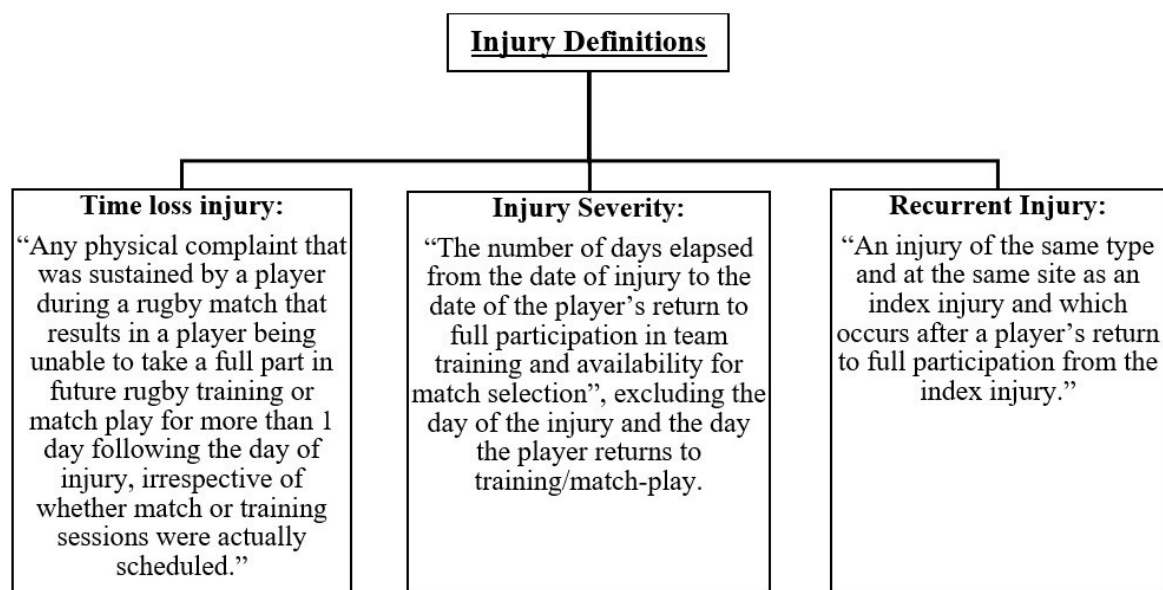 Injury Definitions
Time loss injury:
“Any physical complaint that
was sustained by a player
during a rugby match that
results in a player being
unable to take a full part in
future rugby training or
match play for more than 1
day following the day of
injury, irrespective of
whether match or training
sessions were actually
scheduled.”
Injury Severity:
“The number of days elapsed
from the date of injury to the
date of the player’s return to
full participation in team
training and availability for
match selection”, excluding the
day of the injury and the day
the player returns to
training/match-play.
Recurrent Injury:
“An injury of the same type
and at the same site as an
index injury and which
occurs after a player’s return
to full participation from the
index injury.”